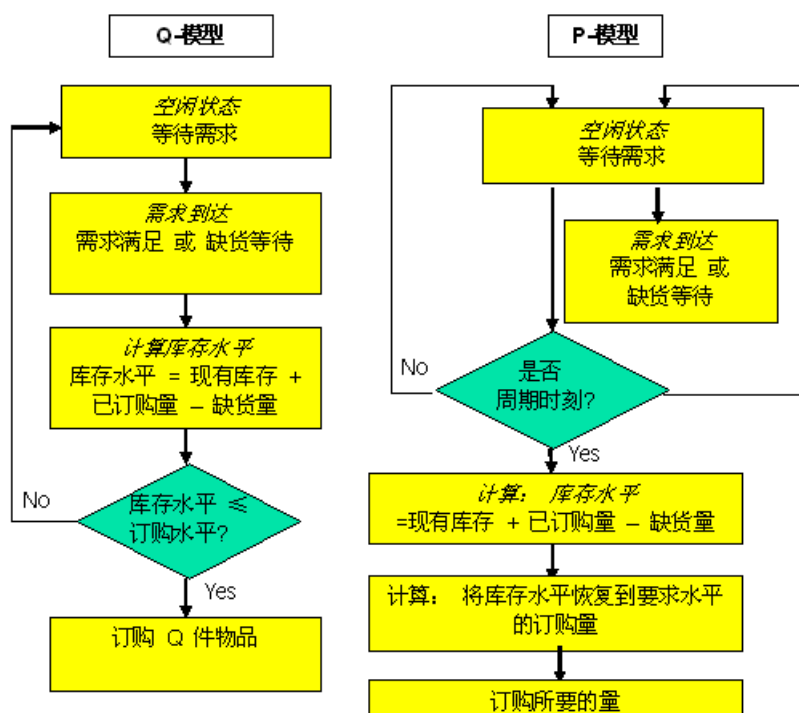 Q-模型
空闲状态
等待需求
需求到达
需求满足 或 缺货等待
计算库存水平
库存水平 = 现有库存 +
已订购量 – 缺货量
No
库存水平 ≤
订购水平?
Yes
订购 Q 件物品
P-模型
空闲状态
等待需求
需求到达
需求满足 或
缺货等待
No
是否
周期时刻?
Yes
计算: 库存水平
=现有库存 + 已订购量 – 缺货量
计算: 将库存水平恢复到要求水平
的订购量
订购所要的量